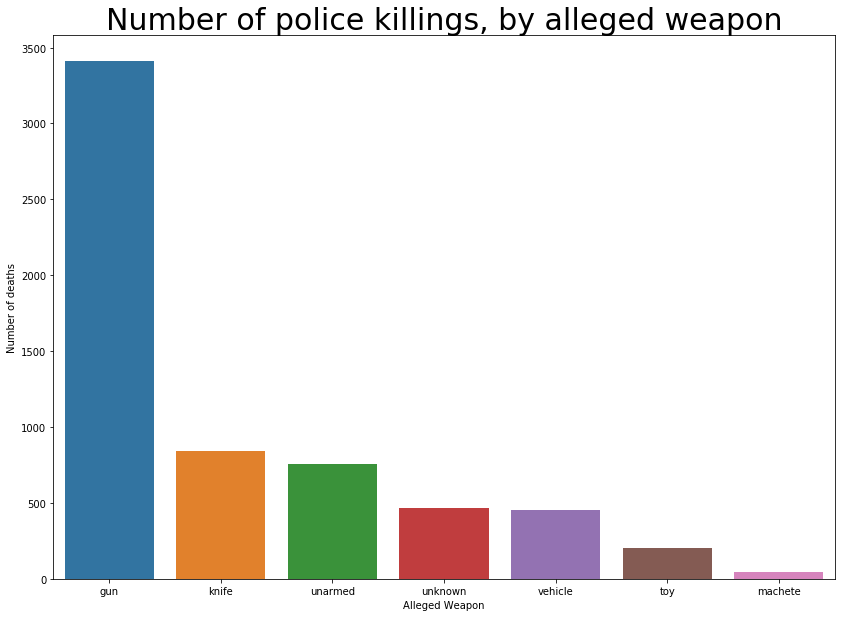 Number of police killings, by alleged weapon
3500
3000
2500
2000
1500
1000
500
0
Number of deaths
gun knife unarmed unknown vehicle toy machete
Alleged Weapon